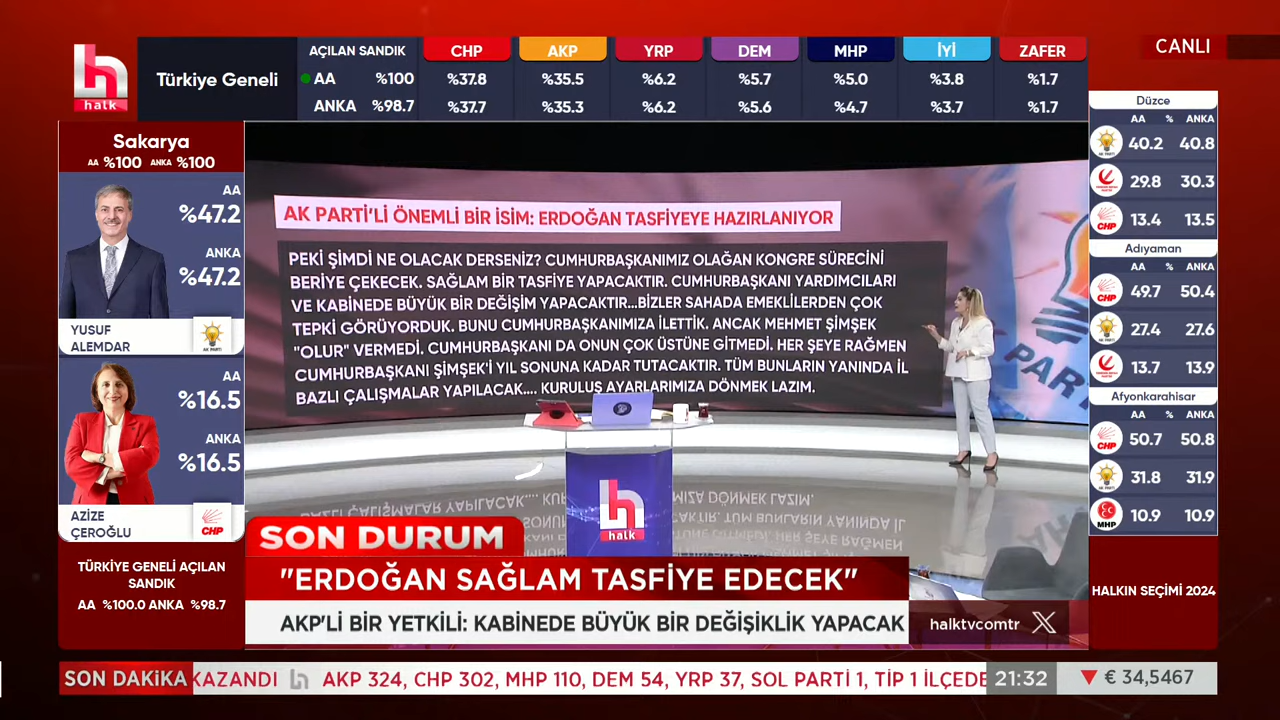 halk
Türkiye Geneli
AÇILAN SANDIK CHP AKP YRP DEM MHP İYİ ZAFER
AA %100 %37.8 %35.5 %6.2 %5.7 %5.0 %3.8 %1.7
ANKA %98.7 %37.7 %35.3 %6.2 %5.6 %4.7 %3.7 %1.7
CANLI
Sakarya
AA %100 ANKA %100
AA
%47.2
ANKA
%47.2
YUSUF
ALEMDAR
AK PARTİ
AA
%16.5
ANKA
%16.5
AZİZE
ÇEROĞLU
CHP
TÜRKİYE GENELİ AÇILAN
SANDIK
AA %100.0 ANKA %98.7
AK PARTİ'Lİ ÖNEMLİ BİR İSİM: ERDOĞAN TASFİYEYE HAZIRLANIYOR
PEKİ ŞİMDİ NE OLACAK DERSENİZ? CUMHURBAŞKANIMIZ OLAĞAN KONGRE SÜRECİNİ
BERİYE ÇEKECEK. SAĞLAM BİR TASFİYE YAPACAKTIR. CUMHURBAŞKANI YARDIMCILARI
VE KABİNEDE BÜYÜK BİR DEĞİŞİM YAPACAKTIR...BİZLER SAHADA EMEKLİLERDEN ÇOK
TEPKİ GÖRÜYORDUK. BUNU CUMHURBAŞKANIMIZA İLETTİK. ANCAK MEHMET ŞİMŞEK
"OLUR" VERMEDİ. CUMHURBAŞKANI DA ONUN ÇOK ÜSTÜNE GİTMEDİ. HER ŞEYE RAĞMEN
CUMHURBAŞKANI ŞİMŞEK'İ YIL SONUNA KADAR TUTACAKTIR. TÜM BUNLARIN YANINDA İL
BAZLI ÇALIŞMALAR YAPILACAK.... KURULUŞ AYARLARIMIZA DÖNMEK LAZIM.
PARTİ
halk
Düzce
AA % ANKA
40.2 40.8
29.8 30.3
CHP 13.4 13.5
Adıyaman
AA % ANKA
CHP 49.7 50.4
27.4 27.6
13.7 13.9
Afyonkarahisar
AA % ANKA
CHP 50.7 50.8
31.8 31.9
MHP 10.9 10.9
HALKIN SEÇİMİ 2024
SON DURUM
"ERDOĞAN SAĞLAM TASFİYE EDECEK"
AKP'Lİ BİR YETKİLİ: KABİNEDE BÜYÜK BİR DEĞİŞİKLİK YAPACAK
halktvcomtr X
SON DAKİKA KAZANDI h AKP 324, CHP 302, MHP 110, DEM 54, YRP 37, SOL PARTİ 1, TİP 1 İLÇEDE 21:32 € 34,5467